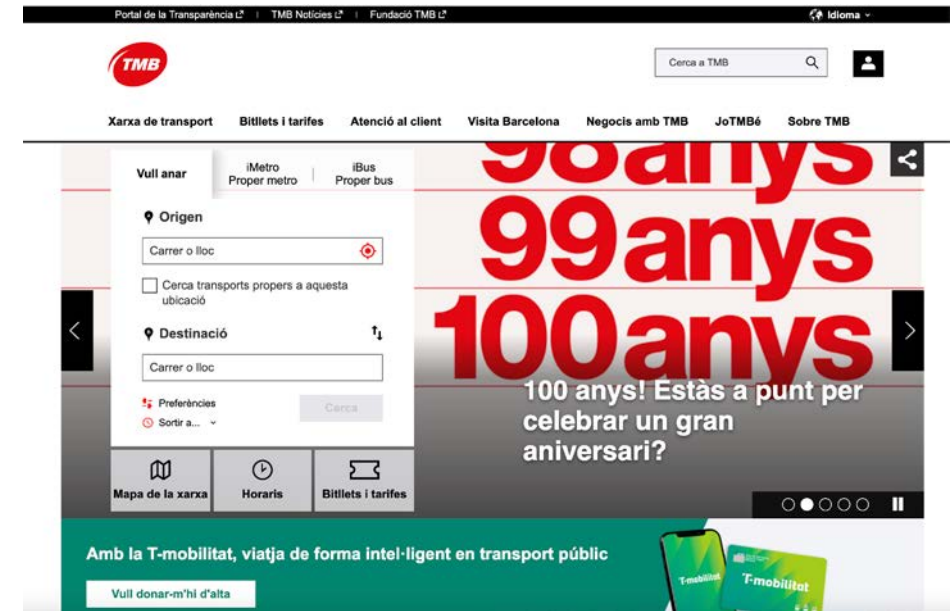 Portal de la Transparència | TMB Notícies | Fundació TMB
Idioma
TMB
Cerca a TMB
Xarxa de transport Bitllets i tarifes Atenció al client Visita Barcelona Negocis amb TMB JoTMBé Sobre TMB
98anys
99anys
100anys
Vull anar
iMetro
Proper metro
iBus
Proper bus
Origen
Carrer o lloc
Cerca transports propers a aquesta
ubicació
Destinació
Carrer o lloc
Preferències
Sortir a...
Cerca
Mapa de la xarxa
Horaris
Bitllets i tarifes
100 anys! Estàs a punt per
celebrar un gran
aniversari?
Amb la T-mobilitat, viatja de forma intel·ligent en transport públic
Vull donar-m'hi d'alta
T-mobilitat
T-mobilitat